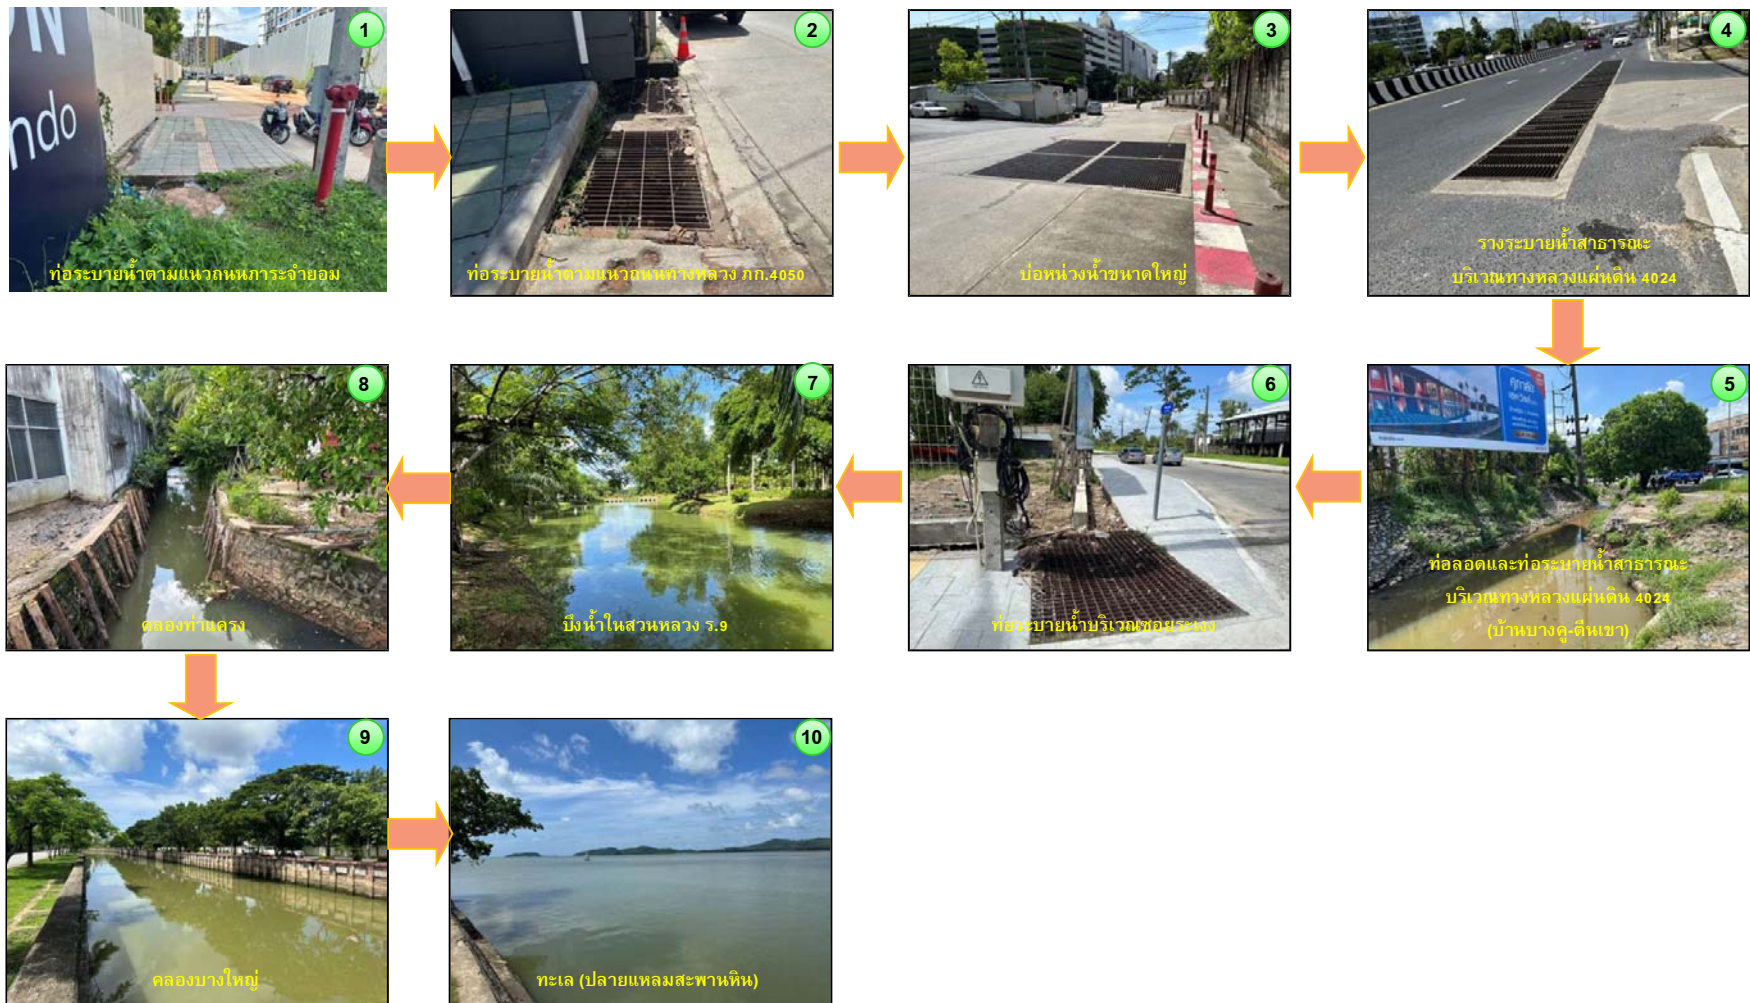 1
ON
ndo
ท่อระบายน้ำตามแนวถนนภาระจำยอม
2
ท่อระบายน้ำตามแนวถนนทางหลวง ภก.4050
3
บ่อหน่วงน้ำขนาดใหญ่
4
รางระบายน้ำสาธารณะ
บริเวณทางหลวงแผ่นดิน 4024
5
ศุภาลัย
ท่อลอดและท่อระบายน้ำสาธารณะ
บริเวณทางหลวงแผ่นดิน 4024
(บ้านบางคู-ตีนเขา)
6
ท่อระบายน้ำบริเวณซอยระเงง
7
บึงน้ำในสวนหลวง ร.9
8
คลองท่าแครง
9
คลองบางใหญ่
10
ทะเล (ปลายแหลมสะพานหิน)